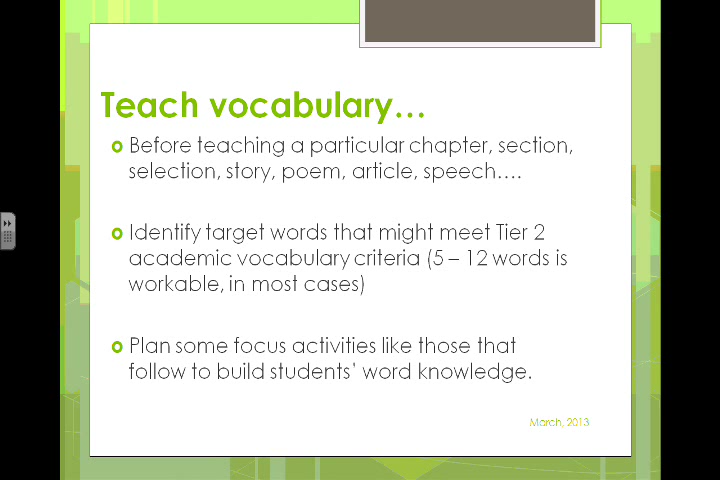 Teach vocabulary…
Before teaching a particular chapter, section,
selection, story, poem, article, speech….
Identify target words that might meet Tier 2
academic vocabulary criteria (5 – 12 words is
workable, in most cases)
Plan some focus activities like those that
follow to build students’ word knowledge.
March, 2013